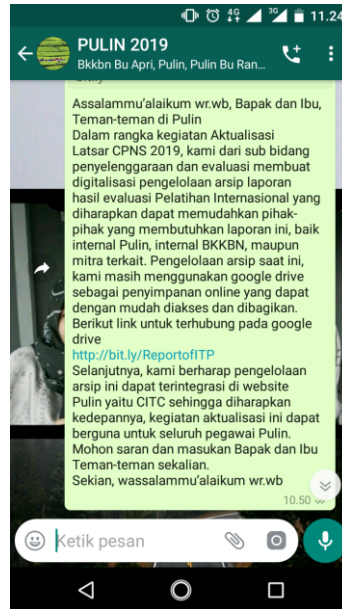 4G 3G 11.24
PULIN 2019
Bkkbn Bu Apri, Pulin, Pulin Bu Ran...
Assalammu'alaikum wr.wb, Bapak dan Ibu,
Teman-teman di Pulin
Dalam rangka kegiatan Aktualisasi
Latsar CPNS 2019, kami dari sub bidang
penyelenggaraan dan evaluasi membuat
digitalisasi pengelolaan arsip laporan
hasil evaluasi Pelatihan Internasional yang
diharapkan dapat memudahkan pihak-
pihak yang membutuhkan laporan ini, baik
internal Pulin, internal BKKBN, maupun
mitra terkait. Pengelolaan arsip saat ini,
kami masih menggunakan google drive
sebagai penyimpanan online yang dapat
dengan mudah diakses dan dibagikan.
Berikut link untuk terhubung pada google
drive
http://bit.ly/ReportofITP
Selanjutnya, kami berharap pengelolaan
arsip ini dapat terintegrasi di website
Pulin yaitu CITC sehingga diharapkan
kedepannya, kegiatan aktualisasi ini dapat
berguna untuk seluruh pegawai Pulin.
Mohon saran dan masukan Bapak dan Ibu
Teman-teman sekalian.
Sekian, wassalammu'alaikum wr.wb
10.50
Ketik pesan